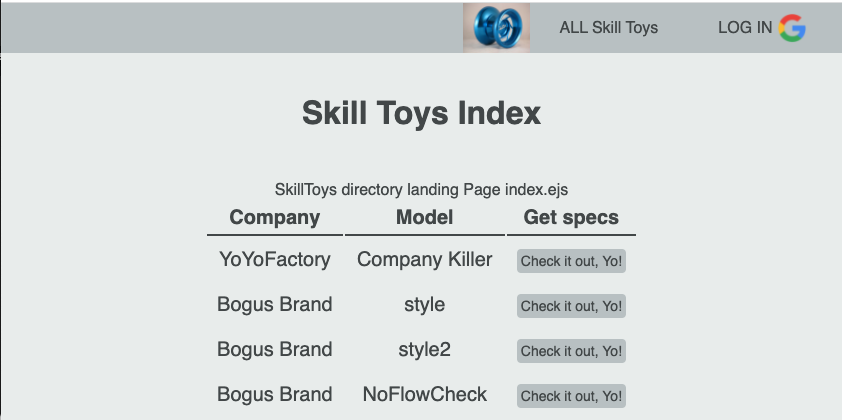 ALL Skill Toys LOG IN
Skill Toys Index
SkillToys directory landing Page index.ejs
Company Model Get specs
YoYoFactory Company Killer Check it out, Yo!
Bogus Brand style Check it out, Yo!
Bogus Brand style2 Check it out, Yo!
Bogus Brand NoFlowCheck Check it out, Yo!